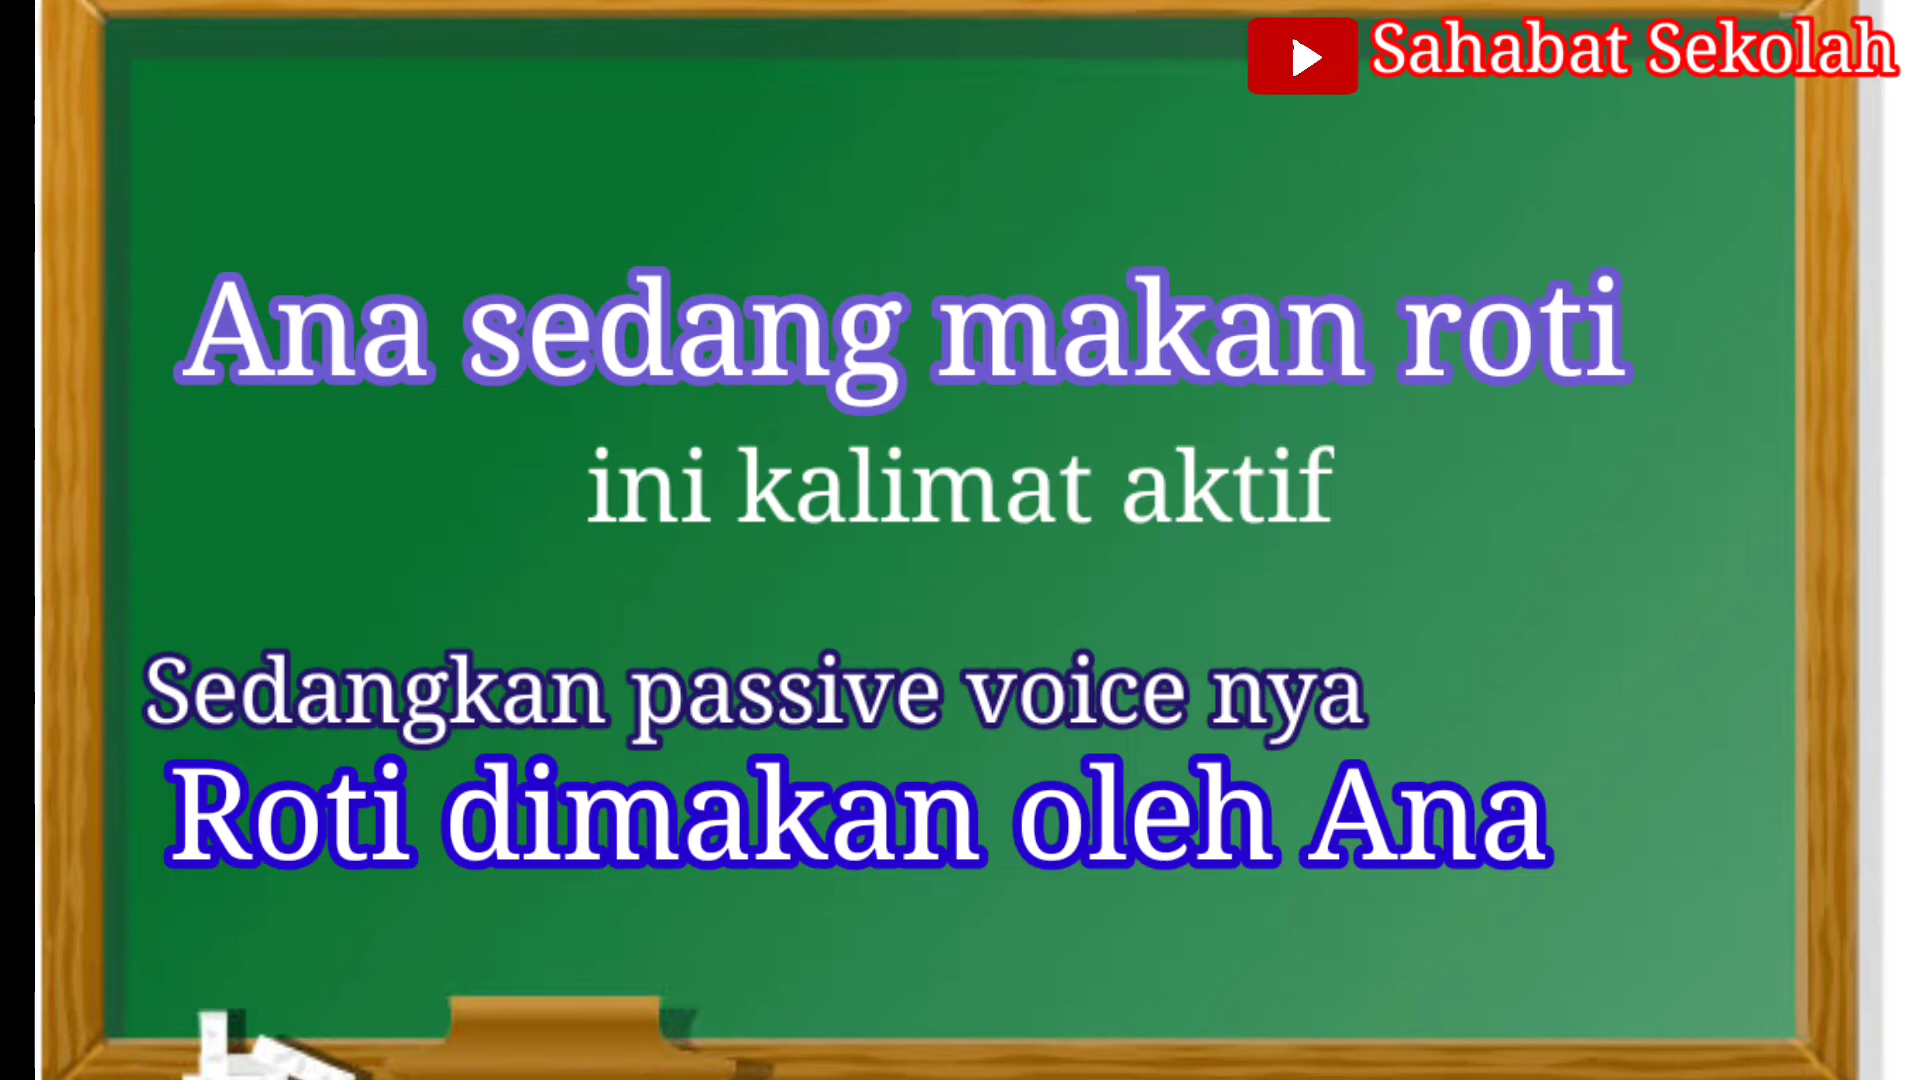 Sahabat Sekolah
Ana sedang makan roti
ini kalimat aktif
Sedangkan passive voice nya
Roti dimakan oleh Ana